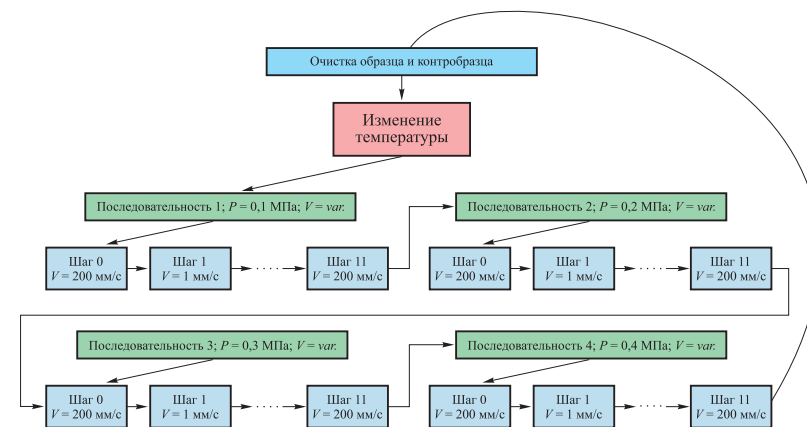 Очистка образца и контробразца
Изменение
температуры
Последовательность 1; P = 0,1 МПа; V = var.
Последовательность 2; P = 0,2 МПа; V = var.
Шаг 0
V = 200 мм/с
Шаг 1
V = 1 мм/с
Шаг 11
V = 200 мм/с
Шаг 0
V = 200 мм/с
Шаг 1
V = 1 мм/с
Шаг 11
V = 200 мм/с
Последовательность 3; P = 0,3 МПа; V = var.
Последовательность 4; P = 0,4 МПа; V = var.
Шаг 0
V = 200 мм/с
Шаг 1
V = 1 мм/с
Шаг 11
V = 200 мм/с
Шаг 0
V = 200 мм/с
Шаг 1
V = 1 мм/с
Шаг 11
V = 200 мм/с